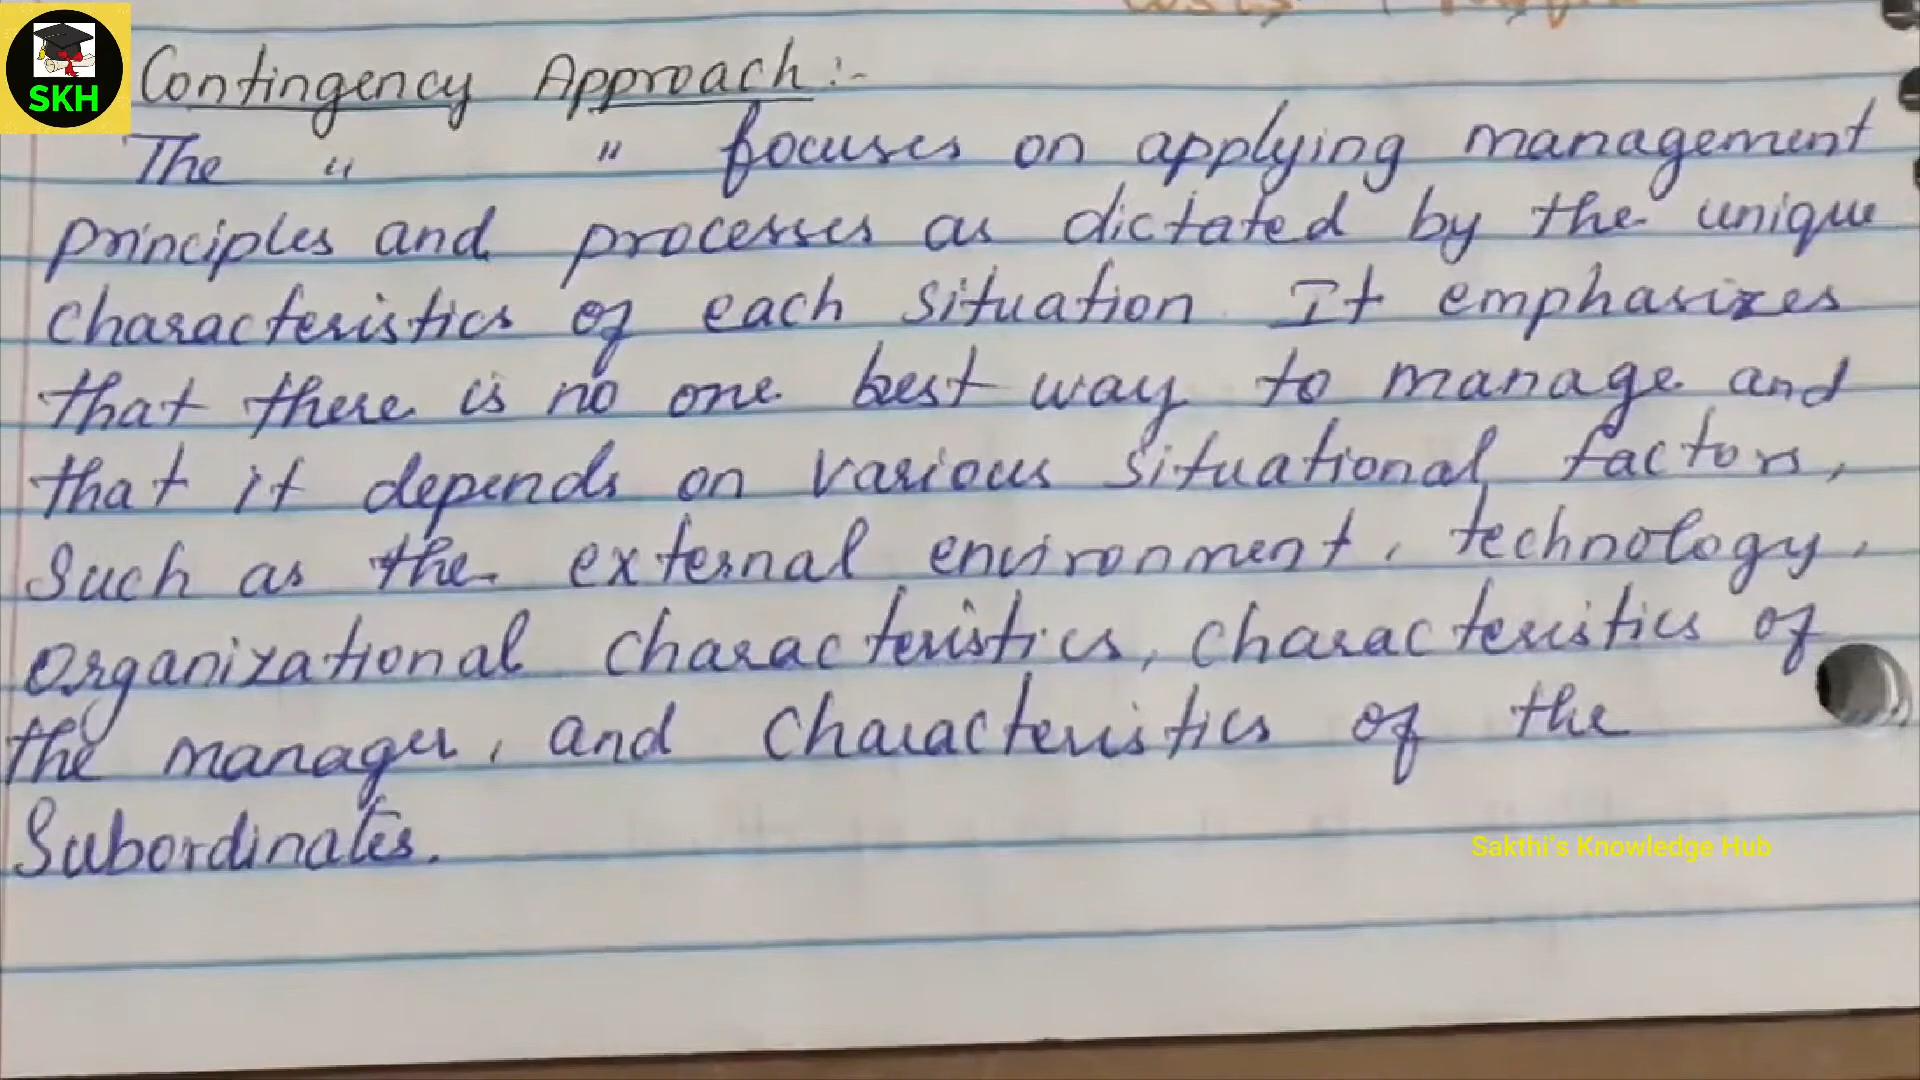 SKH
Contingency Approach :-
The " " focuses on applying management
principles and processes as dictated by the unique
characteristics of each situation. It emphasizes
that there is no one best way to manage and
that it depends on various situational factors,
Such as the external environment, technology,
Organizational characteristics, characteristics of
the manager, and characteristics of the
Subordinates.
Sakthi's Knowledge Hub